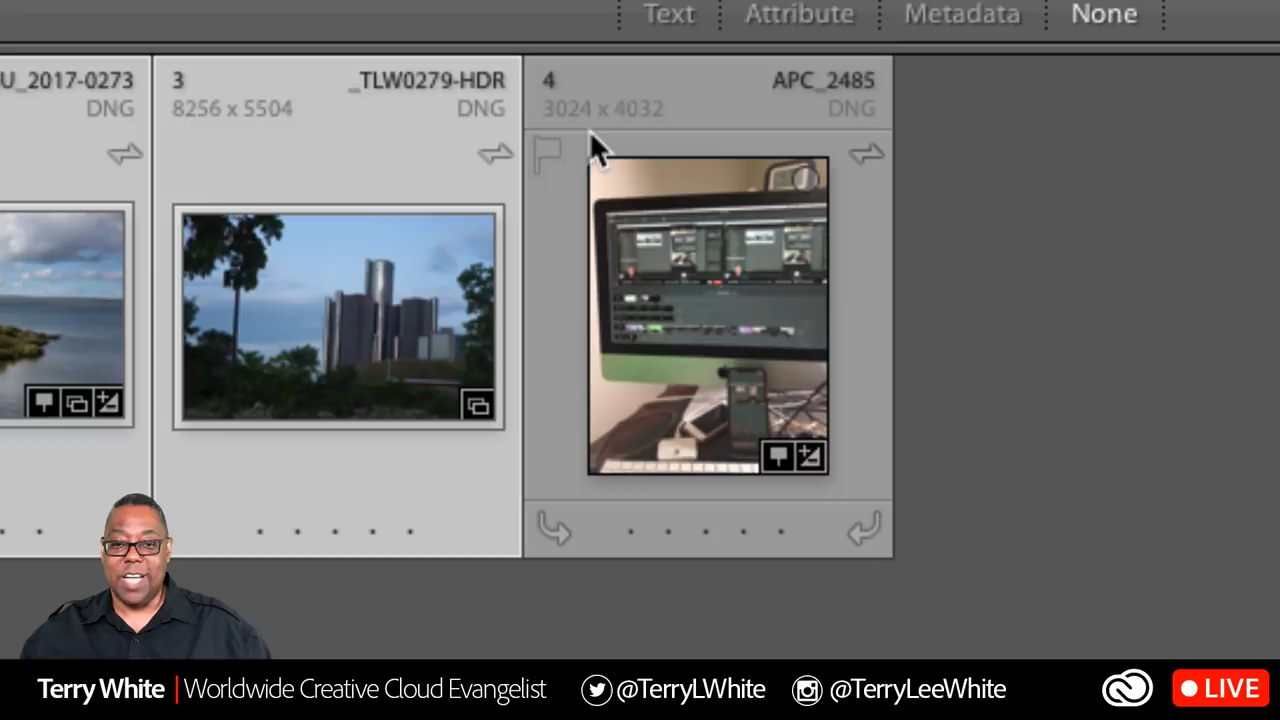 Text Attribute Metadata None
U_2017-0273
DNG
3 _TLW0279-HDR
8256 x 5504 DNG
4 APC_2485
3024 x 4032 DNG
Terry White | Worldwide Creative Cloud Evangelist @TerryLWhite @TerryLeeWhite LIVE